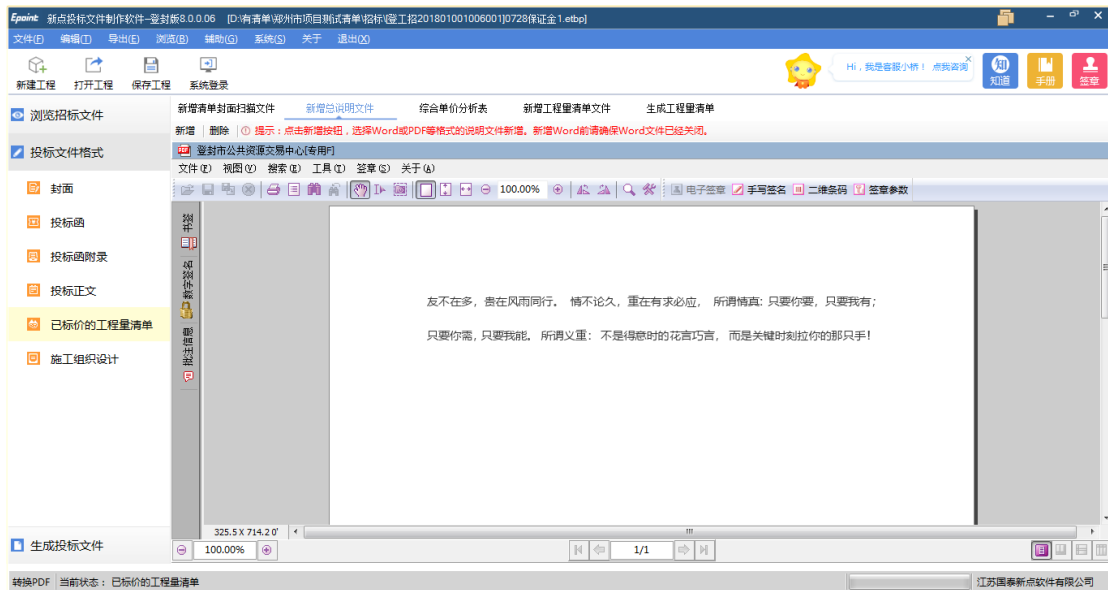 Epoint 新点投标文件制作软件--登封版8.0.0.06 [D:\有清单\郑州市项目测试清单\招标\[登工招201801001006001]0728保证金1.etbp]
文件(F) 编辑(I) 导出(E) 浏览(B) 辅助(G) 系统(S) 关于 退出(X)
新建工程 打开工程 保存工程 系统登录
Hi，我是客服小桥！ 点我咨询
知道 手册 签章
浏览招标文件
投标文件格式
封面
投标函
投标函附录
投标正文
已标价的工程量清单
施工组织设计
生成投标文件
新增清单封面扫描文件 新增总说明文件 综合单价分析表 新增工程量清单文件 生成工程量清单
新增 删除 提示：点击新增按钮，选择Word或PDF等格式的说明文件新增。新增Word前请确保Word文件已经关闭。
登封市公共资源交易中心[专用F]
文件(F) 视图(V) 搜索(E) 工具(T) 签章(S) 关于(A)
100.00% 电子签章 手写签名 二维条码 签章参数
书签
数字签名
批注信息
友不在多，贵在风雨同行。 情不论久，重在有求必应， 所谓情真：只要你要，只要我有；
只要你需，只要我能。 所谓义重： 不是得意时的花言巧言， 而是关键时刻拉你的那只手！
325.5 X 714.2 0'
100.00% 1/1
转换PDF 当前状态： 已标价的工程量清单 江苏国泰新点软件有限公司